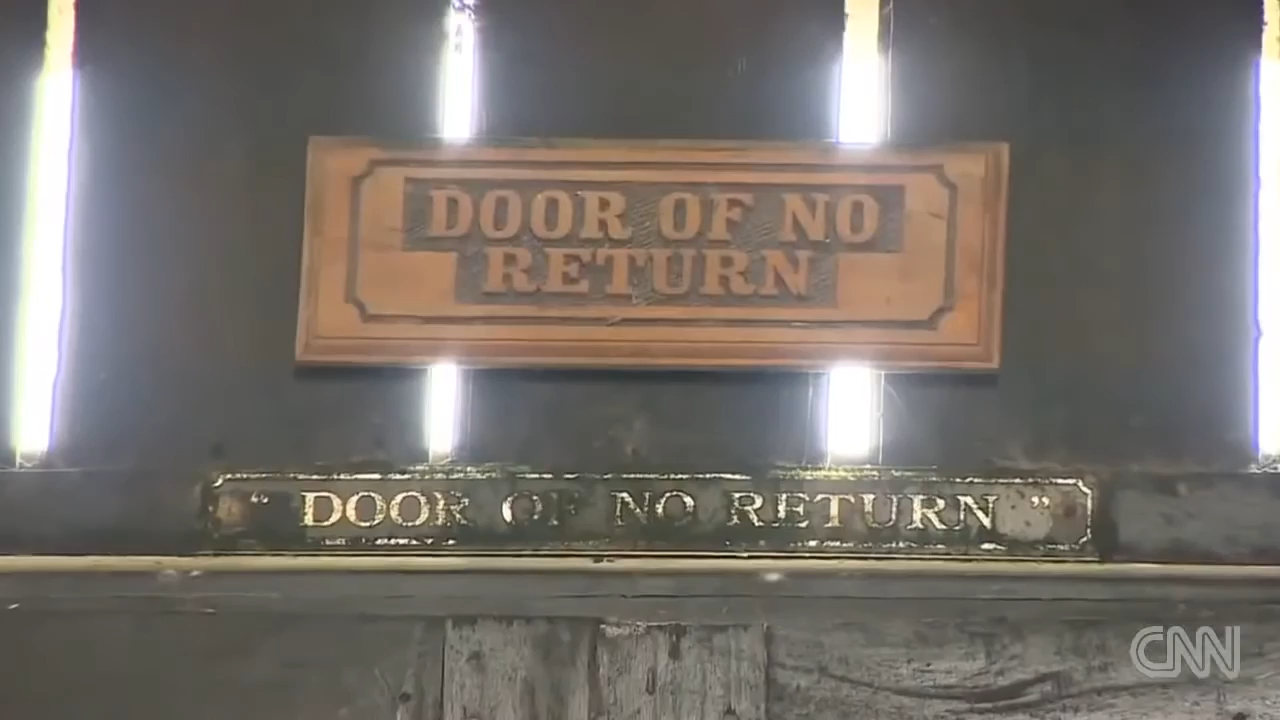 DOOR OF NO
RETURN
“ DOOR OF NO RETURN ”
CNN